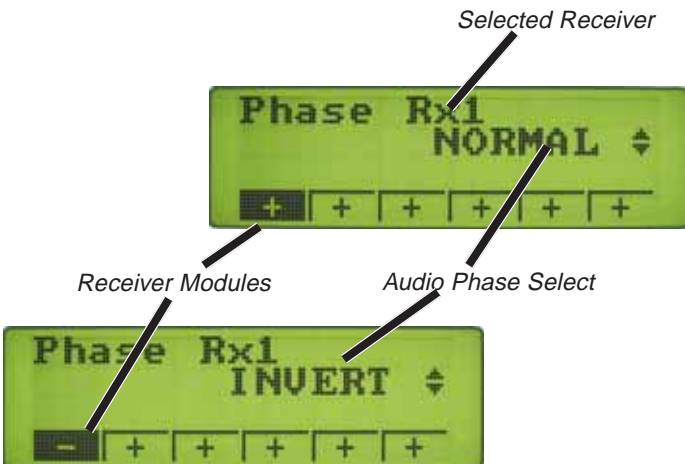 Selected Receiver
Phase Rx1
NORMAL
+ + + + + +
Receiver Modules
Audio Phase Select
Phase Rx1
INVERT
- + + + + +